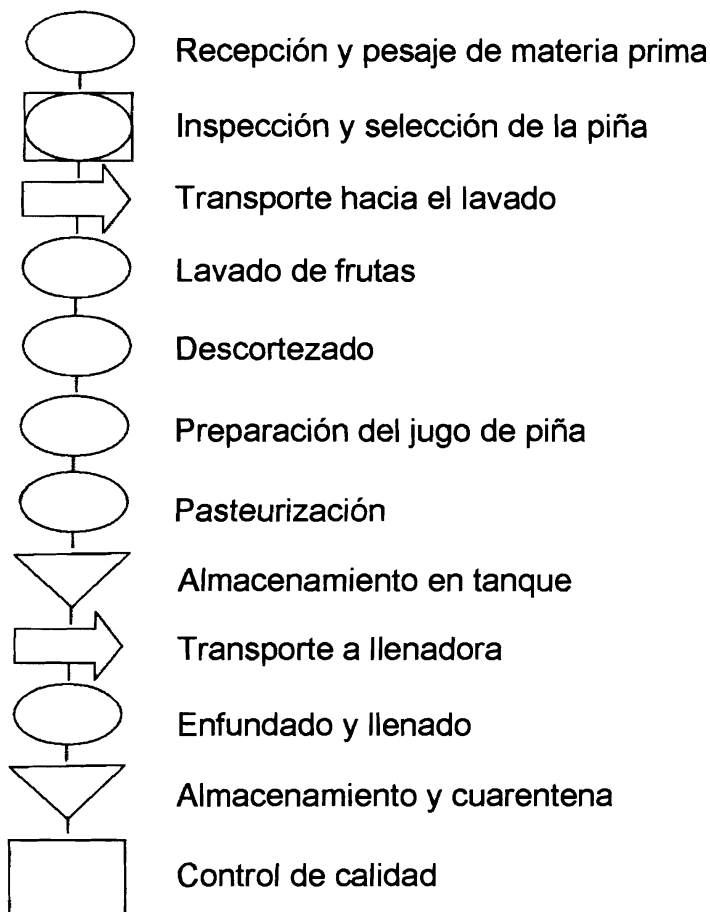 Recepción y pesaje de materia prima
Inspección y selección de la piña
Transporte hacia el lavado
Lavado de frutas
Descortezado
Preparación del jugo de piña
Pasteurización
Almacenamiento en tanque
Transporte a llenadora
Enfundado y llenado
Almacenamiento y cuarentena
Control de calidad